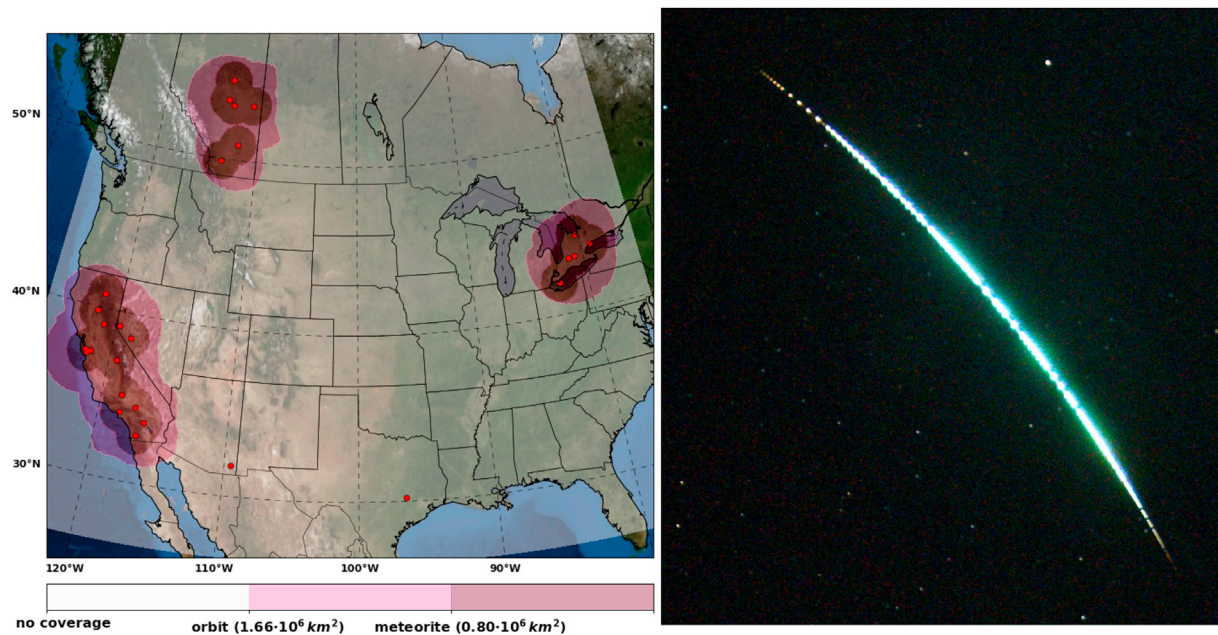 50°N
40°N
30°N
120°W 110°W 100°W 90°W
no coverage orbit (1.66·10⁶ km²) meteorite (0.80·10⁶ km²)